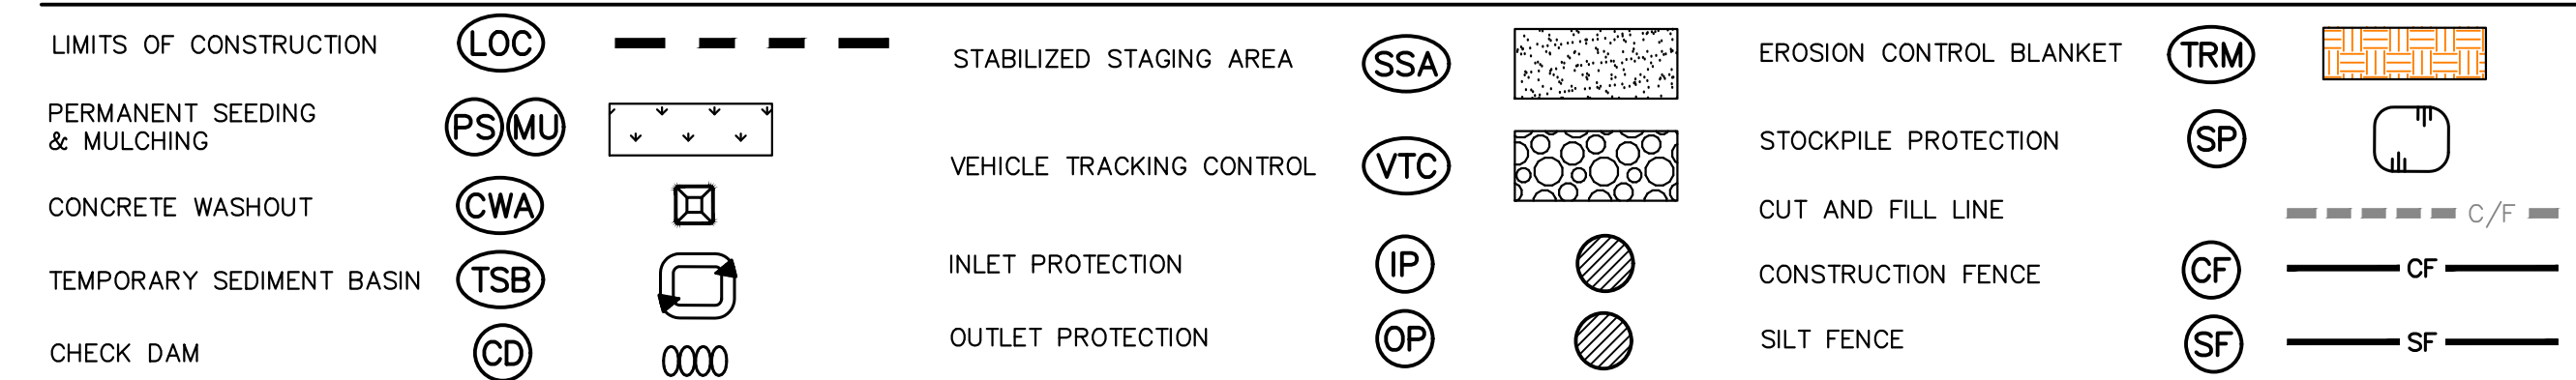 LIMITS OF CONSTRUCTION LOC
PERMANENT SEEDING
& MULCHING PS MU
CONCRETE WASHOUT CWA
TEMPORARY SEDIMENT BASIN TSB
CHECK DAM CD
STABILIZED STAGING AREA SSA
VEHICLE TRACKING CONTROL VTC
INLET PROTECTION IP
OUTLET PROTECTION OP
EROSION CONTROL BLANKET TRM
STOCKPILE PROTECTION SP
CUT AND FILL LINE C/F
CONSTRUCTION FENCE CF CF
SILT FENCE SF SF